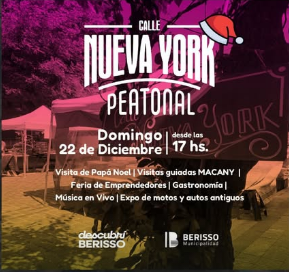 CALLE
NUEVA YORK
PEATONAL
Domingo
22 de Diciembre
desde las
17 hs.
Visita de Papá Noel | Visitas guiadas MACANY |
Feria de Emprendedores | Gastronomía |
Música en Vivo | Expo de motos y autos antiguos
descubrí
BERISSO
BERISSO
Municipalidad